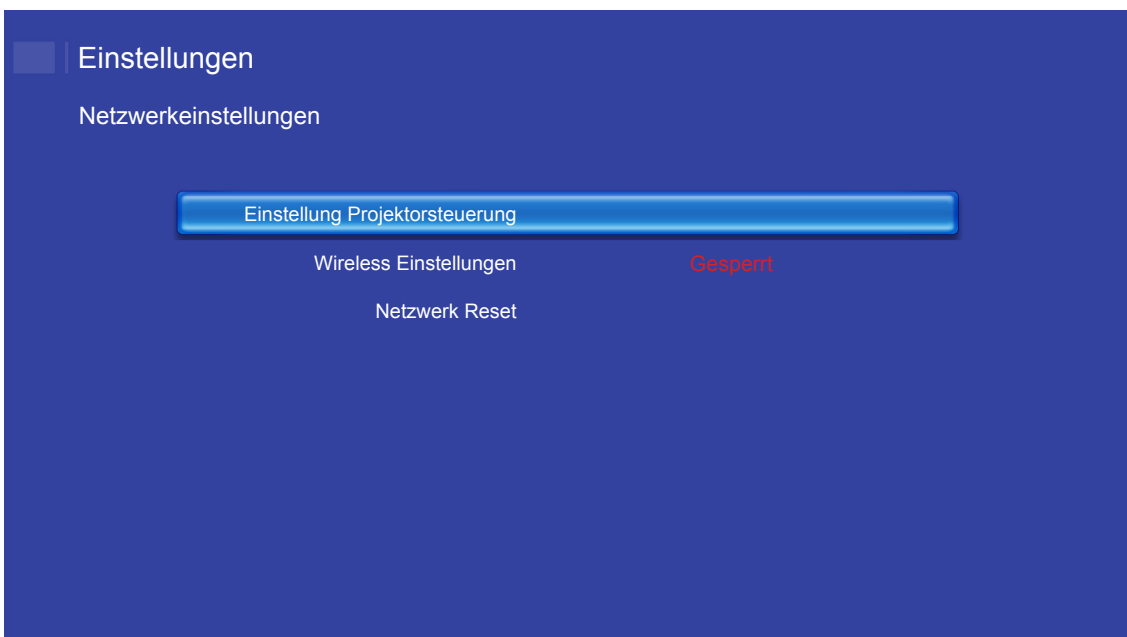 Einstellungen
Netzwerkeinstellungen
Einstellung Projektorsteuerung
Wireless Einstellungen Gesperrt
Netzwerk Reset